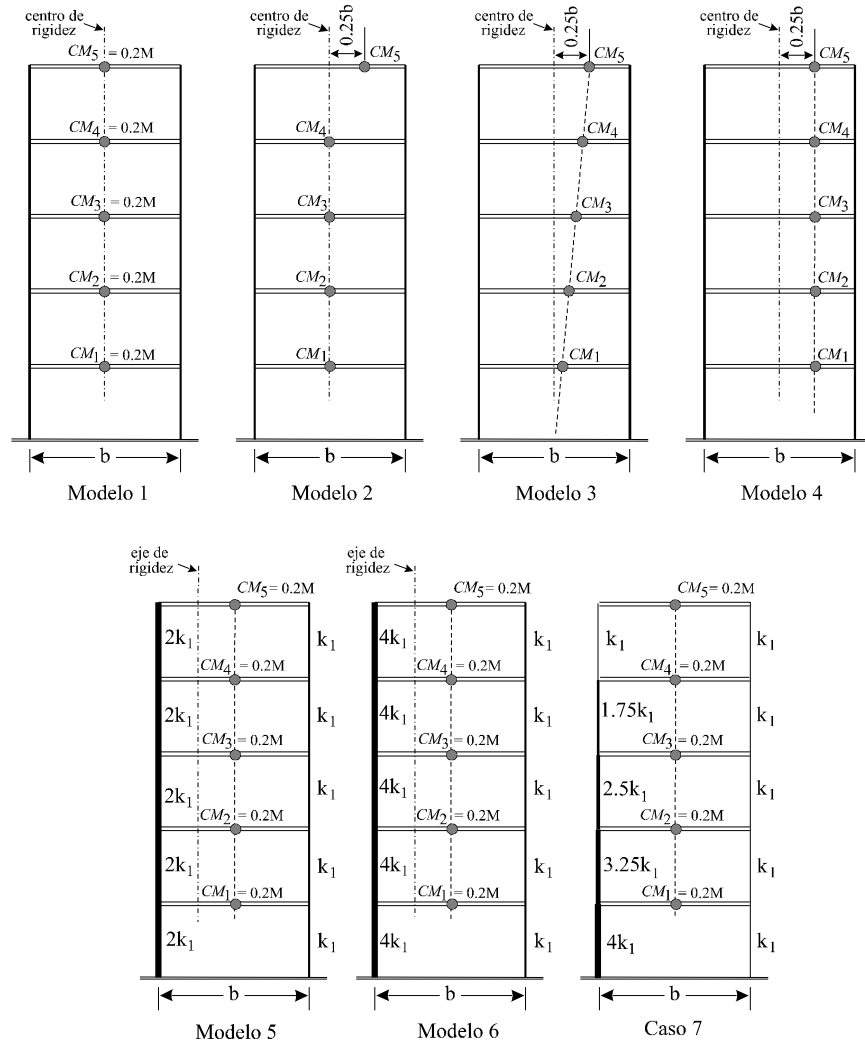 centro de
rigidez
CM5 = 0.2M
CM4 = 0.2M
CM3 = 0.2M
CM2 = 0.2M
CM1 = 0.2M
b
Modelo 1
centro de
rigidez
0.25b
CM5
CM4
CM3
CM2
CM1
b
Modelo 2
centro de
rigidez
0.25b
CM5
CM4
CM3
CM2
CM1
b
Modelo 3
centro de
rigidez
0.25b
CM5
CM4
CM3
CM2
CM1
b
Modelo 4
eje de
rigidez
CM5 = 0.2M
2k1 k1
CM4 = 0.2M
2k1 k1
CM3 = 0.2M
2k1 k1
CM2 = 0.2M
2k1 k1
CM1 = 0.2M
2k1 k1
b
Modelo 5
eje de
rigidez
CM5 = 0.2M
4k1 k1
CM4 = 0.2M
4k1 k1
CM3 = 0.2M
4k1 k1
CM2 = 0.2M
4k1 k1
CM1 = 0.2M
4k1 k1
b
Modelo 6
CM5 = 0.2M
k1 k1
CM4 = 0.2M
1.75k1 k1
CM3 = 0.2M
2.5k1 k1
CM2 = 0.2M
3.25k1 k1
CM1 = 0.2M
4k1 k1
b
Caso 7